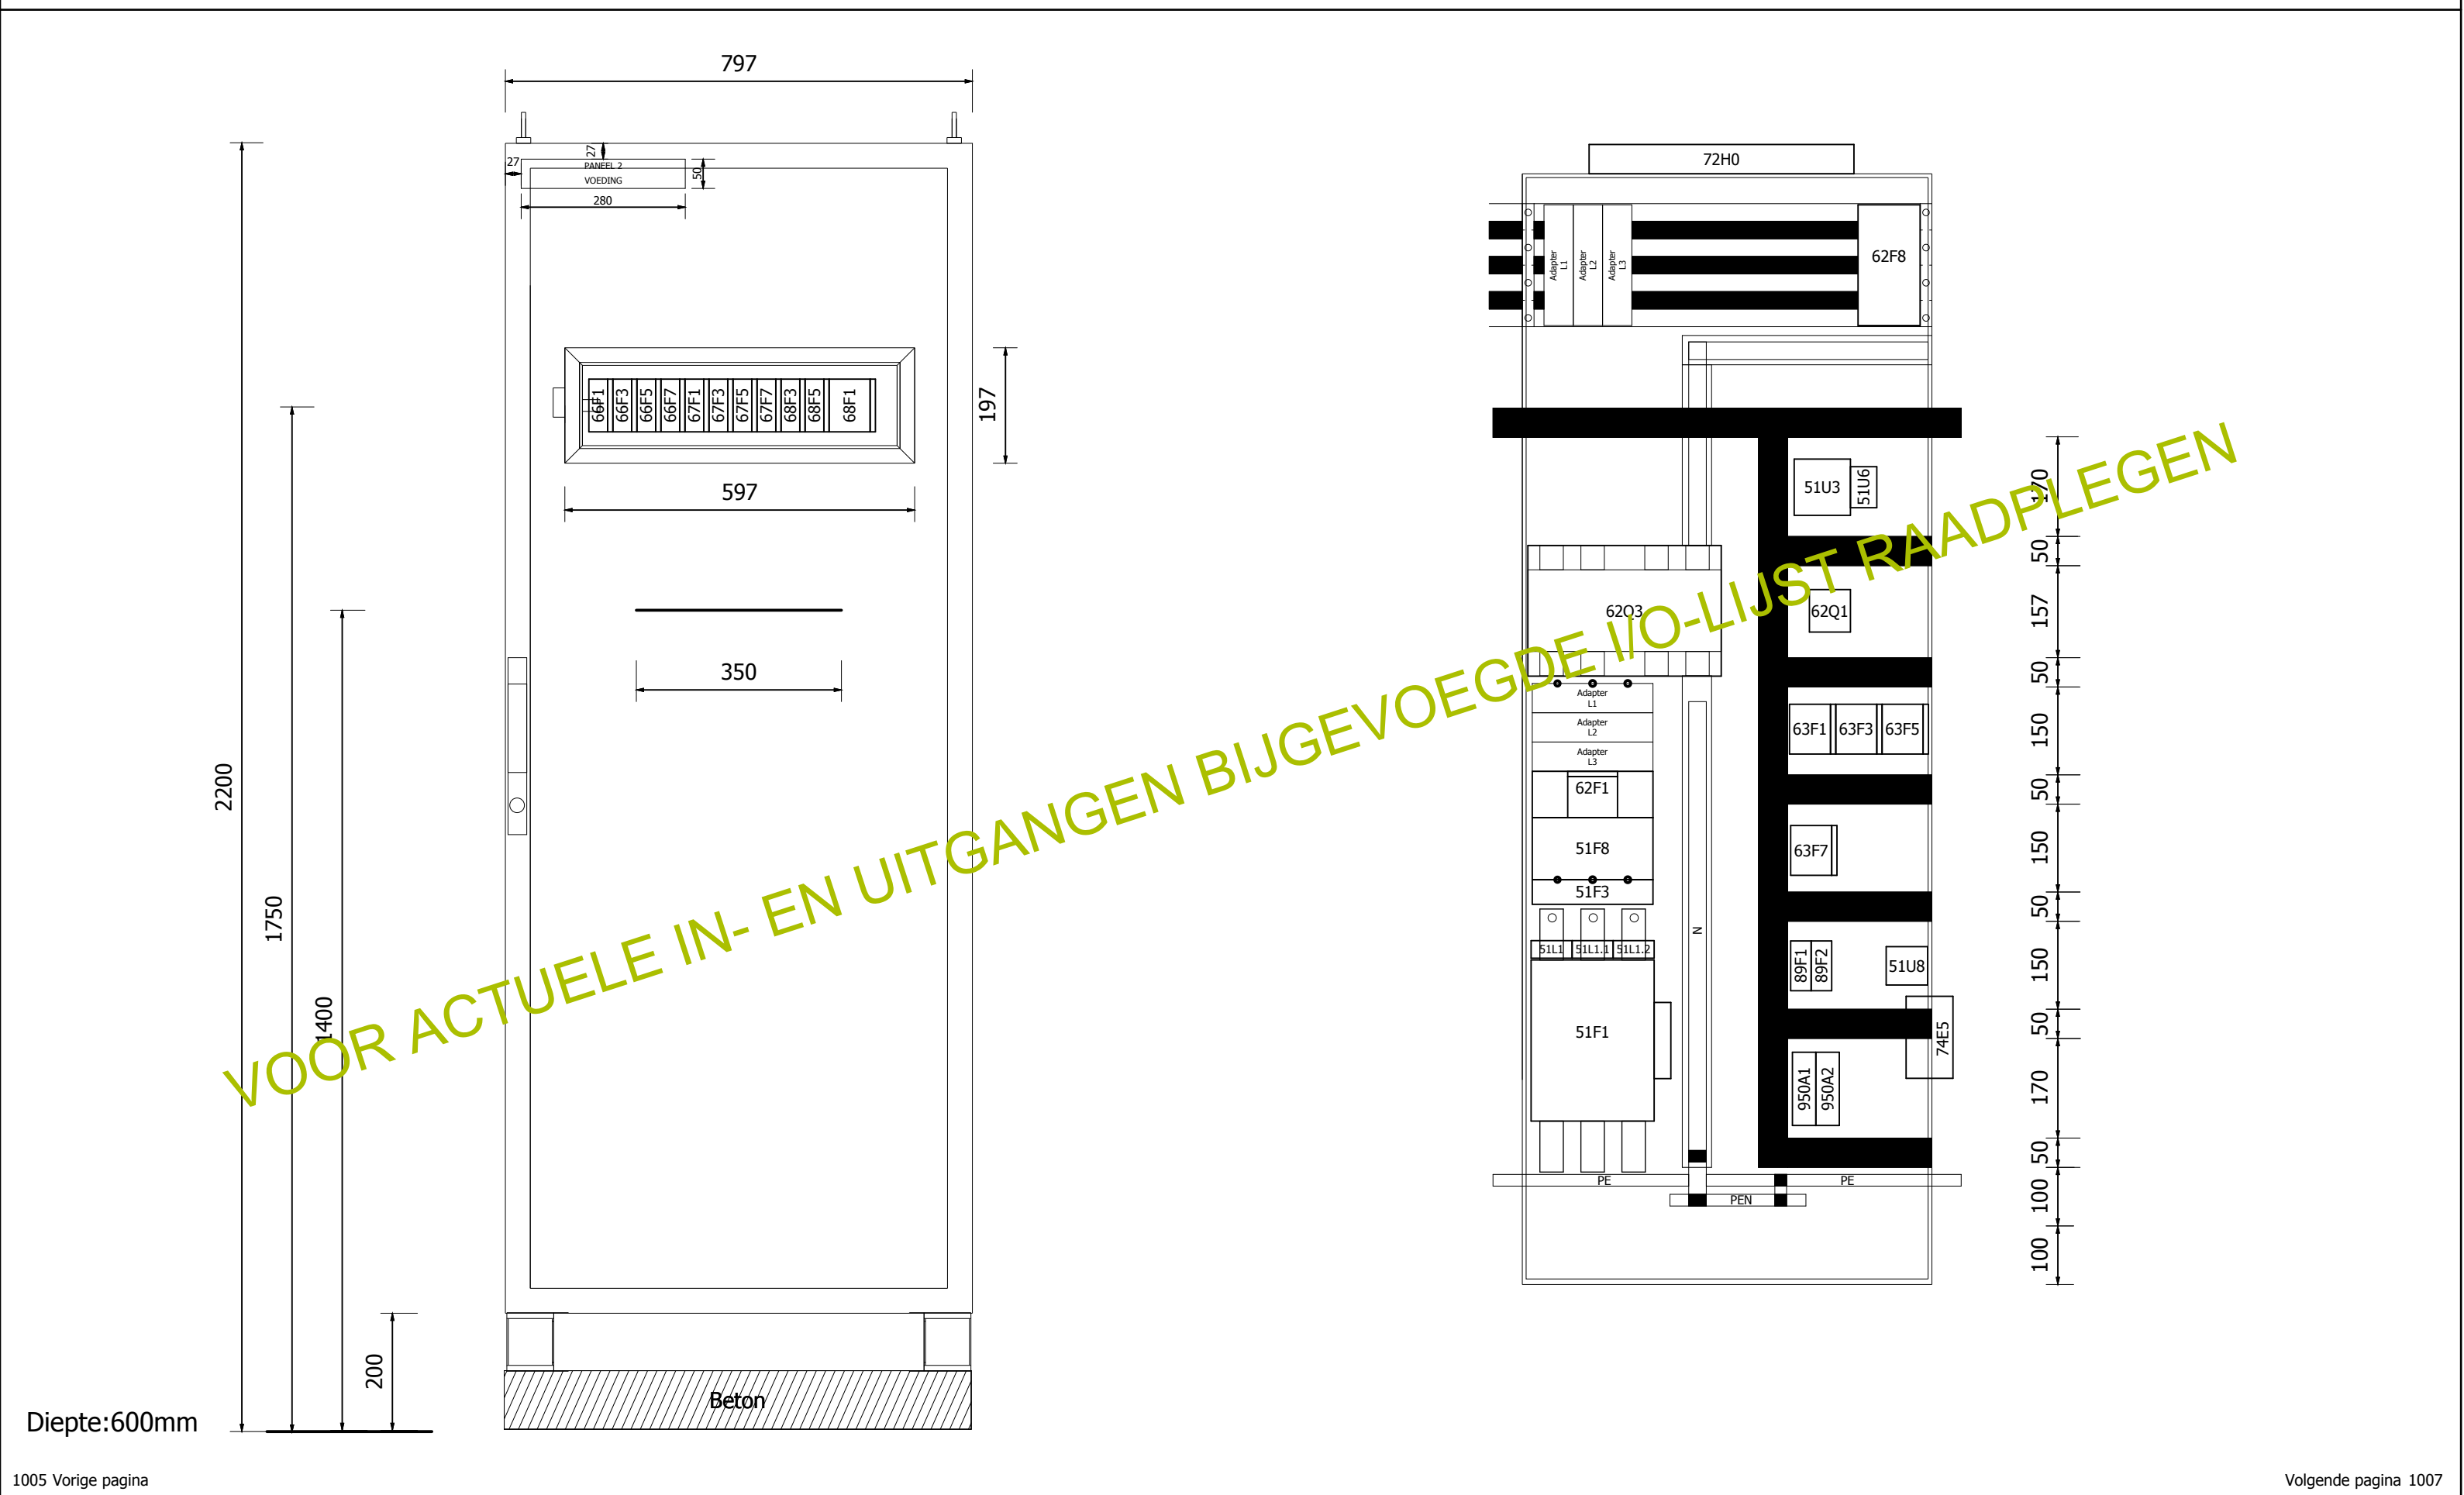 797
27
27
PANEEL 2
VOEDING
50
280
66F1 66F3 66F5 66F7 67F1 67F3 67F5 67F7 68F3 68F5 68F1
197
597
350
2200
1750
1400
200
Beton
Diepte:600mm
72H0
Adapter
L1
Adapter
L2
Adapter
L3
62F8
51U3 51U6
62Q3
62Q1
Adapter
L1
Adapter
L2
Adapter
L3
63F1 63F3 63F5
62F1
51F8
63F7
51F3
N
51L1 51L1.1 51L1.2
89F1 89F2
51U8
51F1
74E5
950A1 950A2
PE
PE
PEN
170
50
157
50
150
50
150
50
150
50
170
50
100
100
VOOR ACTUELE IN- EN UITGANGEN BIJGEVOEGDE I/O-LIJST RAADPLEGEN
1005 Vorige pagina
Volgende pagina 1007